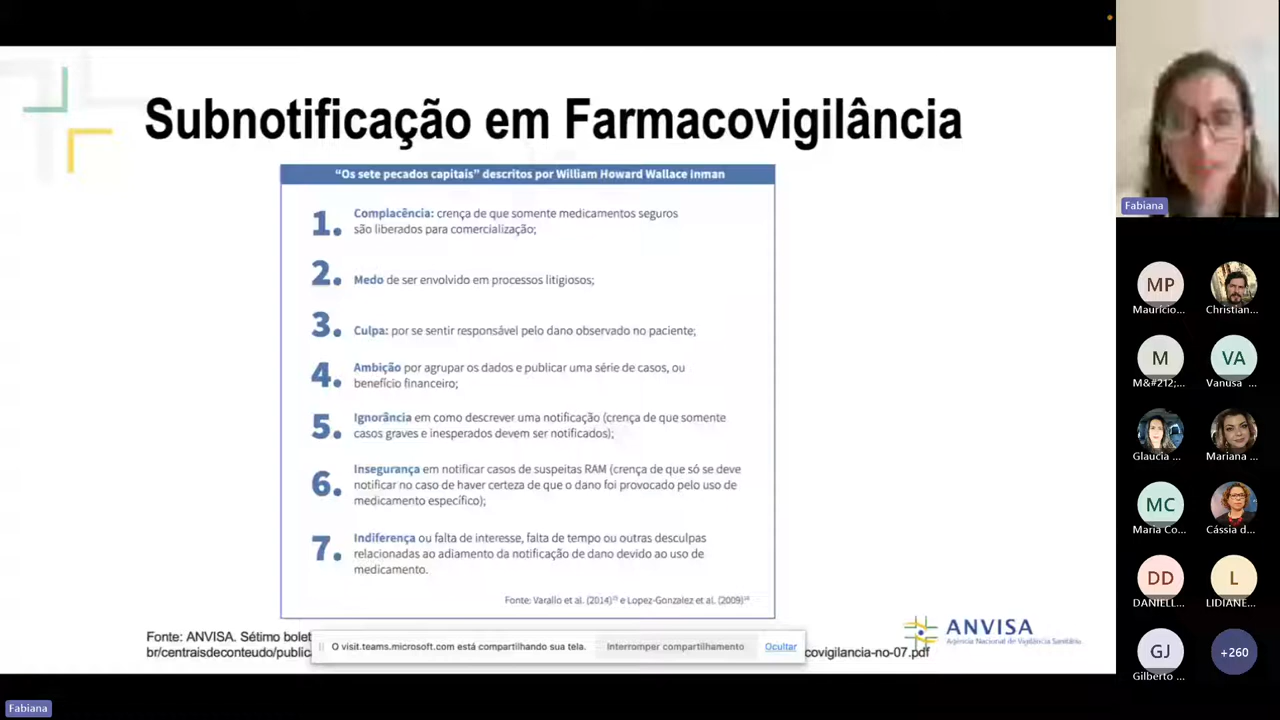 Subnotificação em Farmacovigilância
“Os sete pecados capitais” descritos por William Howard Wallace Inman
1. Complacência: crença de que somente medicamentos seguros
são liberados para comercialização;
2. Medo de ser envolvido em processos litigiosos;
3. Culpa: por se sentir responsável pelo dano observado no paciente;
4. Ambição por agrupar os dados e publicar uma série de casos, ou
benefício financeiro;
5. Ignorância em como descrever uma notificação (crença de que somente
casos graves e inesperados devem ser notificados);
6. Insegurança em notificar casos de suspeitas RAM (crença de que só se deve
notificar no caso de haver certeza de que o dano foi provocado pelo uso de
medicamento específico);
7. Indiferença ou falta de interesse, falta de tempo ou outras desculpas
relacionadas ao adiamento da notificação de dano devido ao uso de
medicamento.
Fonte: Varallo et al. (2014) e Lopez-Gonzalez et al. (2009)
Fonte: ANVISA. Sétimo bolet
br/centraisdeconteudo/publica
covigilancia-no-07.pdf
O visit.teams.microsoft.com está compartilhando sua tela.
Interromper compartilhamento
Ocultar
ANVISA
Agência Nacional de Vigilância Sanitária
Fabiana
MP
Maurício...
Christian...
M
M&#212;...
VA
Vanusa ...
Glaucia ...
Mariana ...
MC
Maria Co...
Cássia d...
DD
DANIELL...
L
LIDIANE...
GJ
Gilberto ...
+260
Fabiana